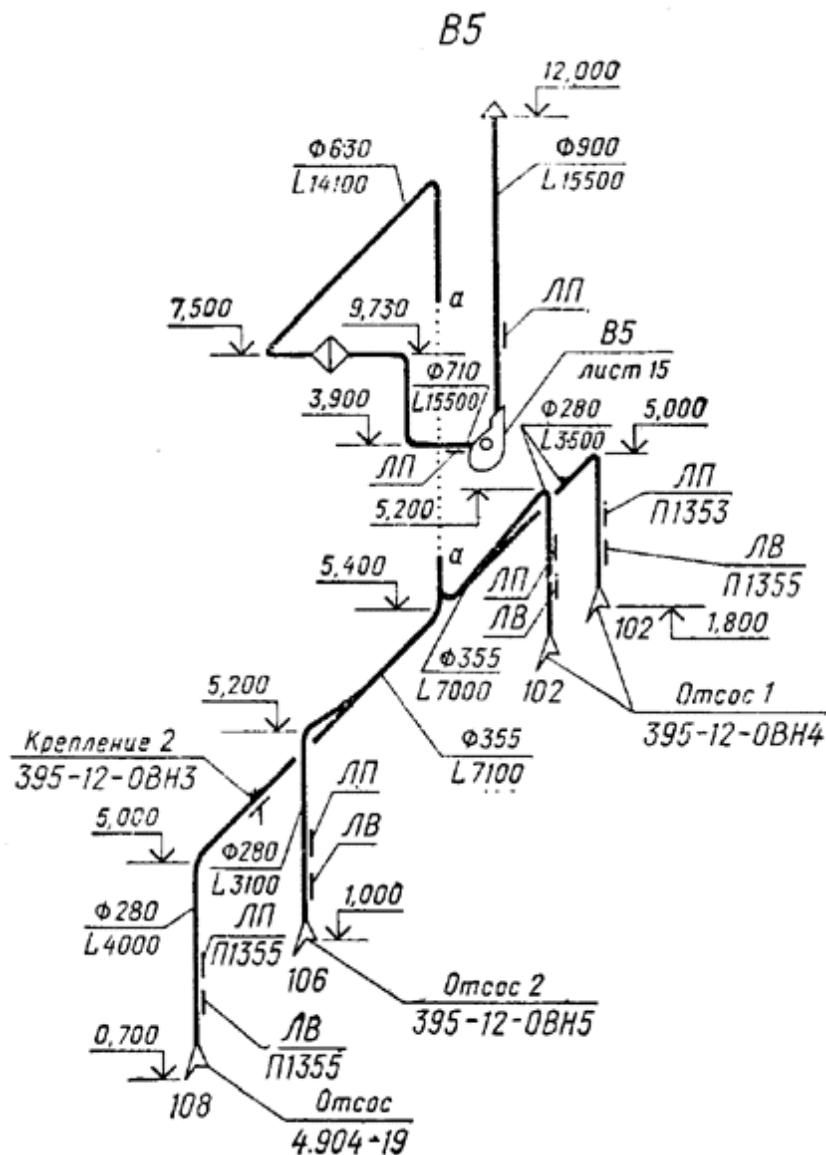 В5
12,000
Ф630
L14100
Ф900
L15500
а
ЛП
7,500
9,730
В5
лист 15
Ф710
L15500
3,900
Ф280
L3500
5,000
ЛП
5,200
ЛП
П1353
а
ЛВ
П1355
5,400
ЛП
ЛВ
102
1,800
Ф355
L7000
102
Отсос 1
395-12-ОВН4
5,200
Ф355
L7100
Крепление 2
395-12-ОВН3
ЛП
5,000
ЛВ
Ф280
L3100
Ф280
L4000
ЛП
П1355
1,000
106
Отсос 2
395-12-ОВН5
0,700
ЛВ
П1355
108
Отсос
4.904-19